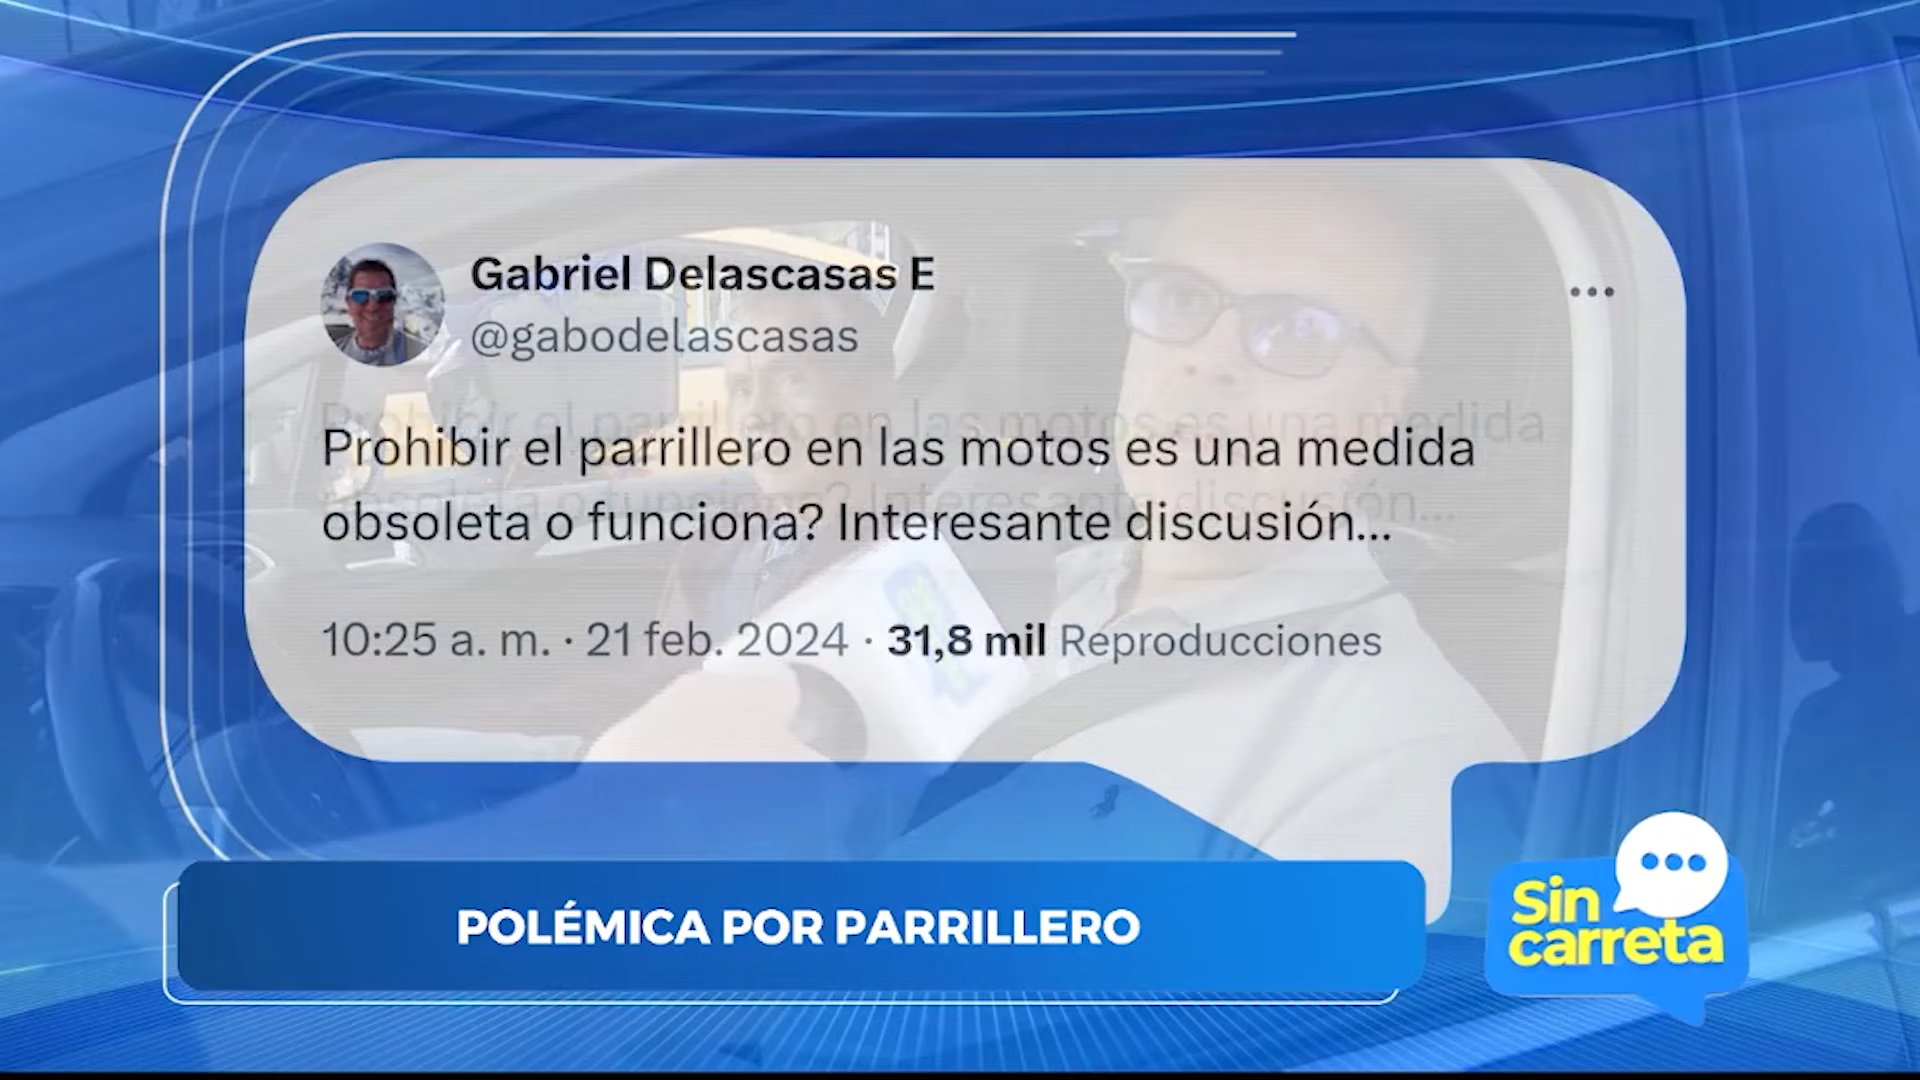 Gabriel Delascasas E
@gabodelascasas
Prohibir el parrillero en las motos es una medida
obsoleta o funciona? Interesante discusión...
10:25 a. m. · 21 feb. 2024 · 31,8 mil Reproducciones
POLÉMICA POR PARRILLERO
Sin
carreta